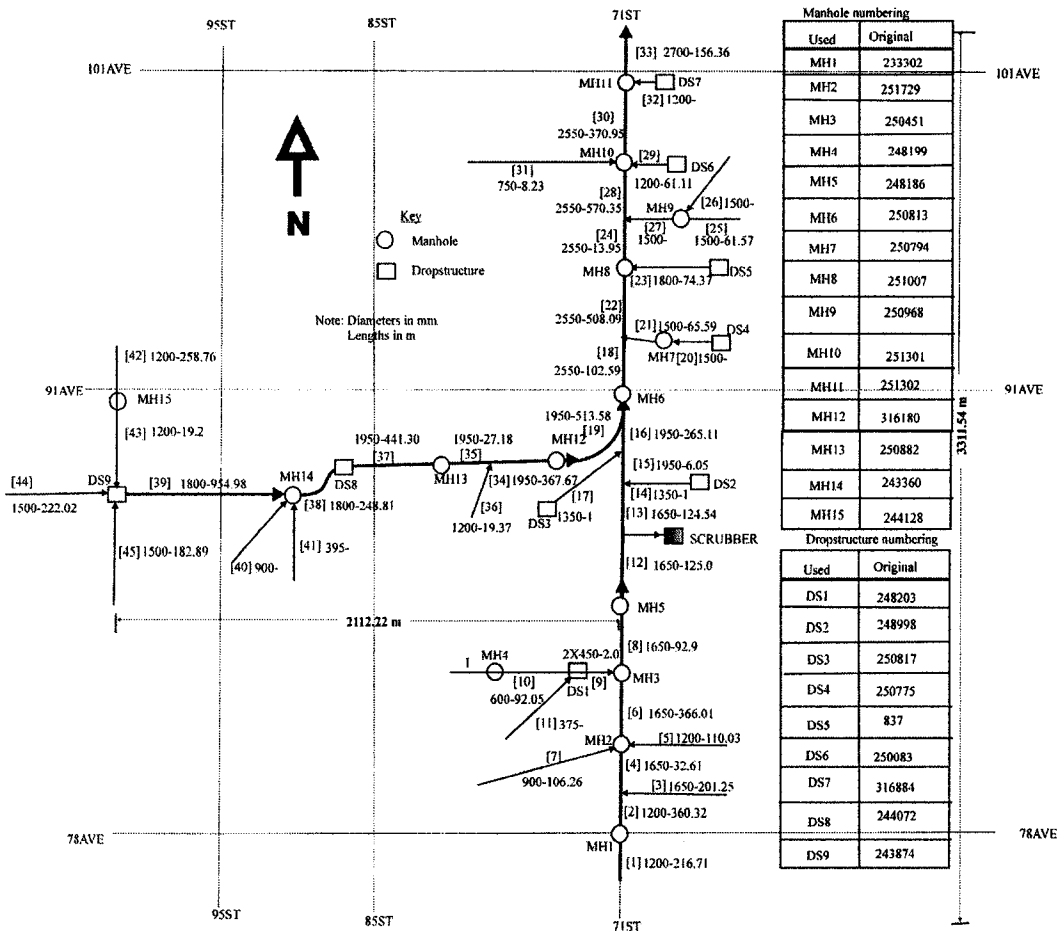 95ST
85ST
71ST
101AVE
101AVE
[33] 2700-156.36
MH11
DS7
[32] 1200-
[30]
2550-370.95
MH10
[29]
DS6
1200-61.11
[31]
750-8.23
[28]
2550-570.35
MH9
[26] 1500-
[27]
1500-
[25]
1500-61.57
[24]
2550-13.95
MH8
DS5
[23] 1800-74.37
N
Key
Manhole
Dropstructure
Note: Diameters in mm
Lengths in m
[22]
2550-508.09
[21] 1500-65.59
DS4
MH7
[20] 1500-
[18]
2550-102.59
[42] 1200-258.76
91AVE
91AVE
MH15
MH6
[43] 1200-19.2
1950-513.58
[19]
[16] 1950-265.11
1950-441.30
[37]
1950-27.18
[35]
MH12
[44]
1500-222.02
DS9
[39] 1800-954.98
MH14
DS8
MH13
[34] 1950-367.67
[15] 1950-6.05
DS2
[14] 1350-1
[38] 1800-248.81
[36]
1200-19.37
DS3
[17]
1350-1
[13] 1650-124.54
SCRUBBER
[45] 1500-182.89
[40] 900-
[41] 395-
[12] 1650-125.0
MH5
2112.22 m
[8] 1650-92.9
I
MH4
2X450-2.0
[10]
600-92.05
DS1
[9]
MH3
[11] 375-
[6] 1650-366.01
MH2
[5] 1200-110.03
[7]
900-106.26
[4] 1650-32.61
[3] 1650-201.25
[2] 1200-360.32
78AVE
78AVE
MH1
[1] 1200-216.71
95ST
85ST
71ST
3311.54 m
Manhole numbering
Used Original
MH1 233302
MH2 251729
MH3 250451
MH4 248199
MH5 248186
MH6 250813
MH7 250794
MH8 251007
MH9 250968
MH10 251301
MH11 251302
MH12 316180
MH13 250882
MH14 243360
MH15 244128
Dropstructure numbering
Used Original
DS1 248203
DS2 248998
DS3 250817
DS4 250775
DS5 837
DS6 250083
DS7 316884
DS8 244072
DS9 243874